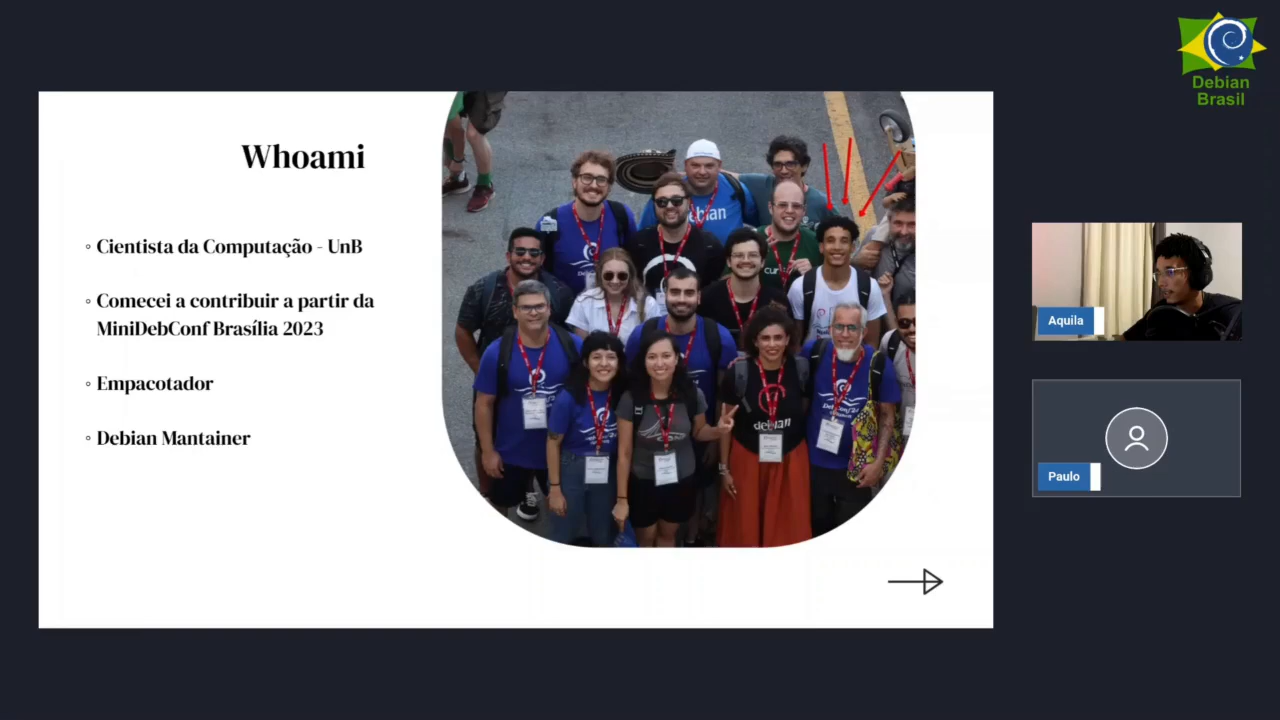 Debian
Brasil
Whoami
◦ Cientista da Computação - UnB
◦ Comecei a contribuir a partir da
MiniDebConf Brasília 2023
◦ Empacotador
◦ Debian Mantainer
debian
Aquila
Paulo